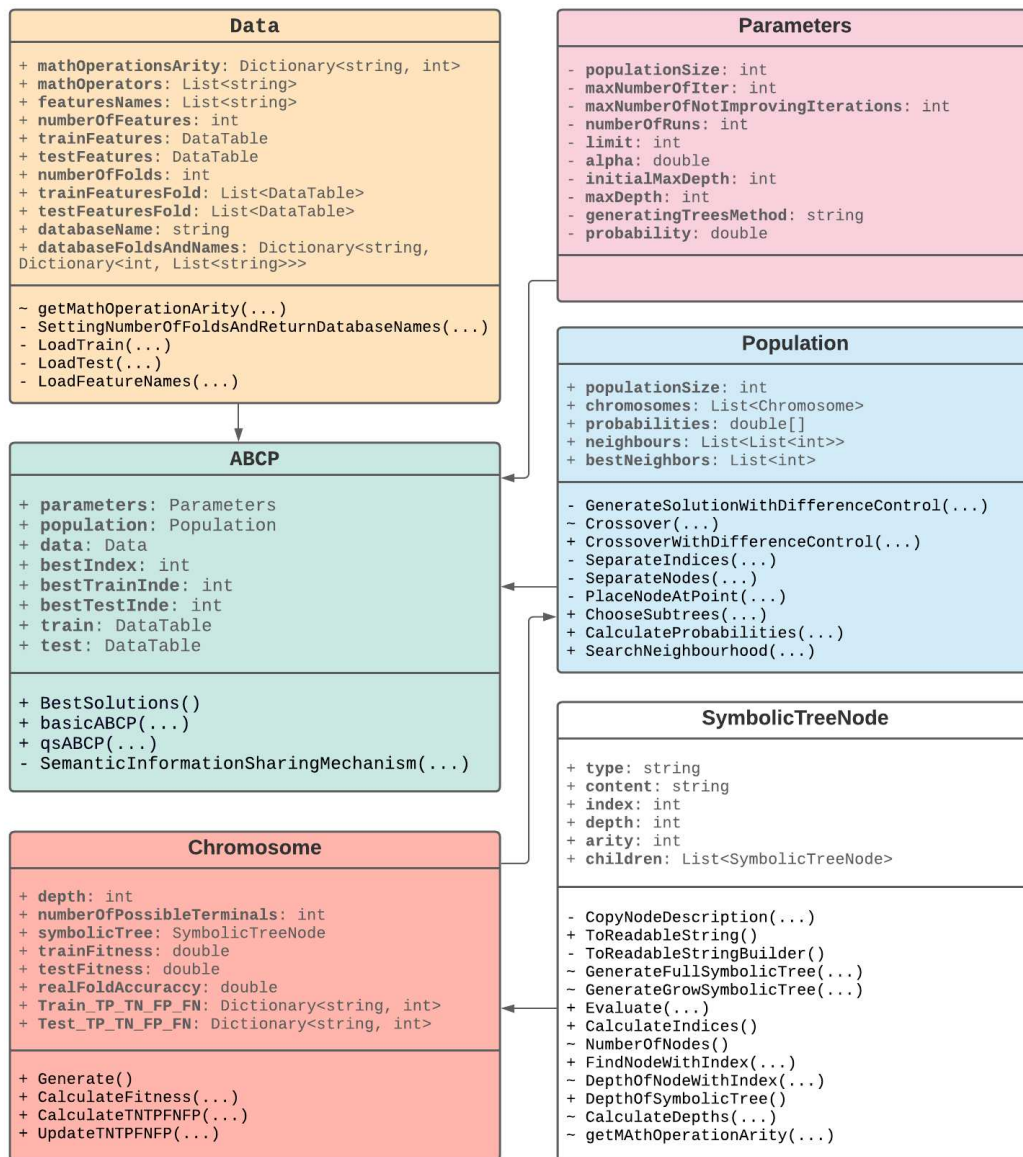 Data
+ mathOperationsArity: Dictionary<string, int>
+ mathOperators: List<string>
+ featuresNames: List<string>
+ numberOfFeatures: int
+ trainFeatures: DataTable
+ testFeatures: DataTable
+ numberOfFolds: int
+ trainFeaturesFold: List<DataTable>
+ testFeaturesFold: List<DataTable>
+ databaseName: string
+ databaseFoldsAndNames: Dictionary<string,
Dictionary<int, List<string>>>
~ getMathOperationArity(...)
- SettingNumberOfFoldsAndReturnDatabaseNames(...)
- LoadTrain(...)
- LoadTest(...)
- LoadFeatureNames(...)
Parameters
- populationSize: int
- maxNumberOfIter: int
- maxNumberOfNotImprovingIterations: int
- numberOfRuns: int
- limit: int
- alpha: double
- initialMaxDepth: int
- maxDepth: int
- generatingTreesMethod: string
- probability: double
Population
+ populationSize: int
+ chromosomes: List<Chromosome>
+ probabilities: double[]
+ neighbours: List<List<int>>
+ bestNeighbors: List<int>
- GenerateSolutionWithDifferenceControl(...)
~ Crossover(...)
+ CrossoverWithDifferenceControl(...)
- SeparateIndices(...)
- SeparateNodes(...)
- PlaceNodeAtPoint(...)
+ ChooseSubtrees(...)
+ CalculateProbabilities(...)
+ SearchNeighbourhood(...)
ABCP
+ parameters: Parameters
+ population: Population
+ data: Data
+ bestIndex: int
+ bestTrainInde: int
+ bestTestInde: int
+ train: DataTable
+ test: DataTable
+ BestSolutions()
+ basicABCP(...)
+ qsABCP(...)
- SemanticInformationSharingMechanism(...)
SymbolicTreeNode
+ type: string
+ content: string
+ index: int
+ depth: int
+ arity: int
+ children: List<SymbolicTreeNode>
- CopyNodeDescription(...)
+ ToReadableString()
- ToReadableStringBuilder()
~ GenerateFullSymbolicTree(...)
~ GenerateGrowSymbolicTree(...)
+ Evaluate(...)
+ CalculateIndices()
~ NumberOfNodes()
+ FindNodeWithIndex(...)
~ DepthOfNodeWithIndex(...)
+ DepthOfSymbolicTree()
~ CalculateDepths(...)
~ getMAthOperationArity(...)
Chromosome
+ depth: int
+ numberOfPossibleTerminals: int
+ symbolicTree: SymbolicTreeNode
+ trainFitness: double
+ testFitness: double
+ realFoldAccuraccy: double
+ Train_TP_TN_FP_FN: Dictionary<string, int>
+ Test_TP_TN_FP_FN: Dictionary<string, int>
+ Generate()
+ CalculateFitness(...)
+ CalculateTNTPFNFP(...)
+ UpdateTNTPFNFP(...)